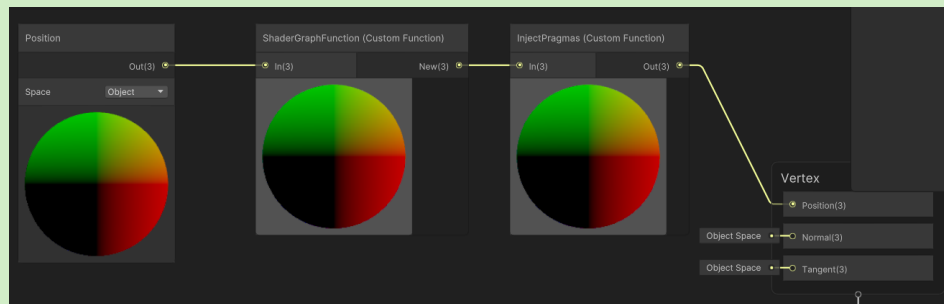 Position
Out(3)
Space
Object
ShaderGraphFunction (Custom Function)
In(3)
New(3)
InjectPragmas (Custom Function)
In(3)
Out(3)
Vertex
Position(3)
Object Space
Normal(3)
Object Space
Tangent(3)